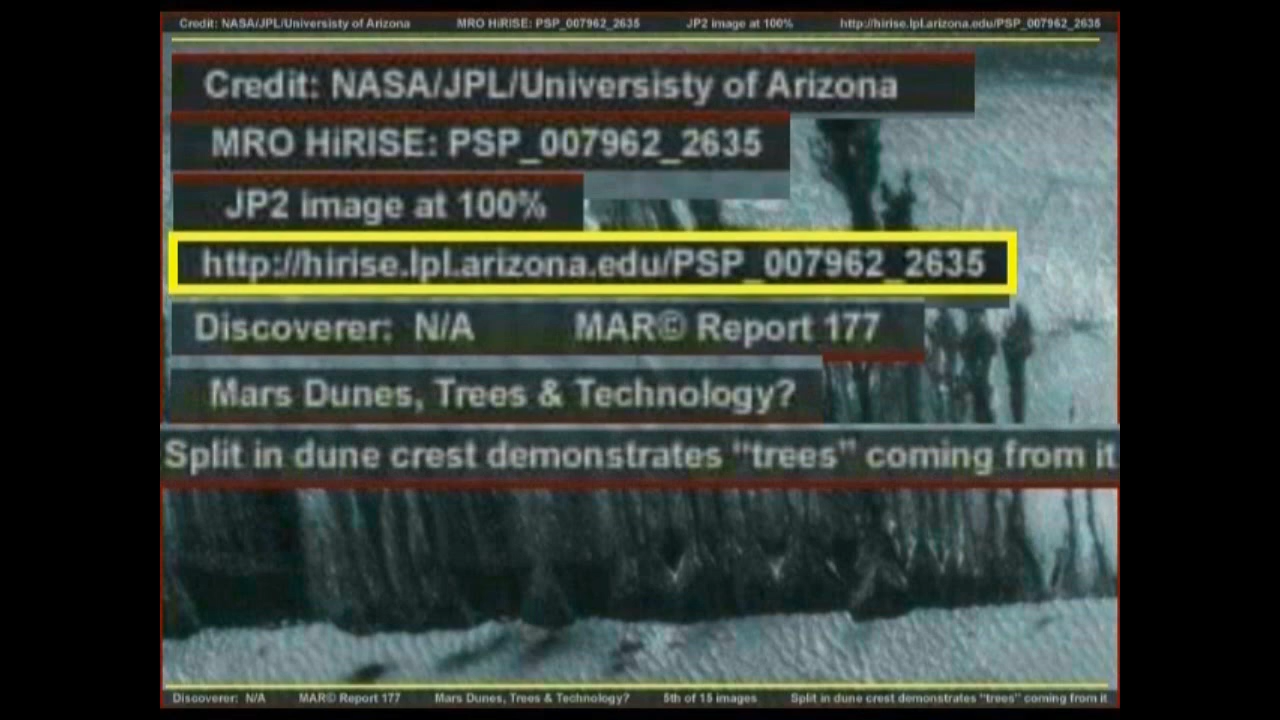 Credit: NASA/JPL/Universisty of Arizona MRO HiRISE: PSP_007962_2635 JP2 image at 100% http://hirise.lpl.arizona.edu/PSP_007962_2635
Credit: NASA/JPL/Universisty of Arizona
MRO HiRISE: PSP_007962_2635
JP2 image at 100%
http://hirise.lpl.arizona.edu/PSP_007962_2635
Discoverer: N/A MAR© Report 177
Mars Dunes, Trees & Technology?
Split in dune crest demonstrates "trees" coming from it
Discoverer: N/A MAR© Report 177 Mars Dunes, Trees & Technology? 5th of 15 images Split in dune crest demonstrates "trees" coming from it